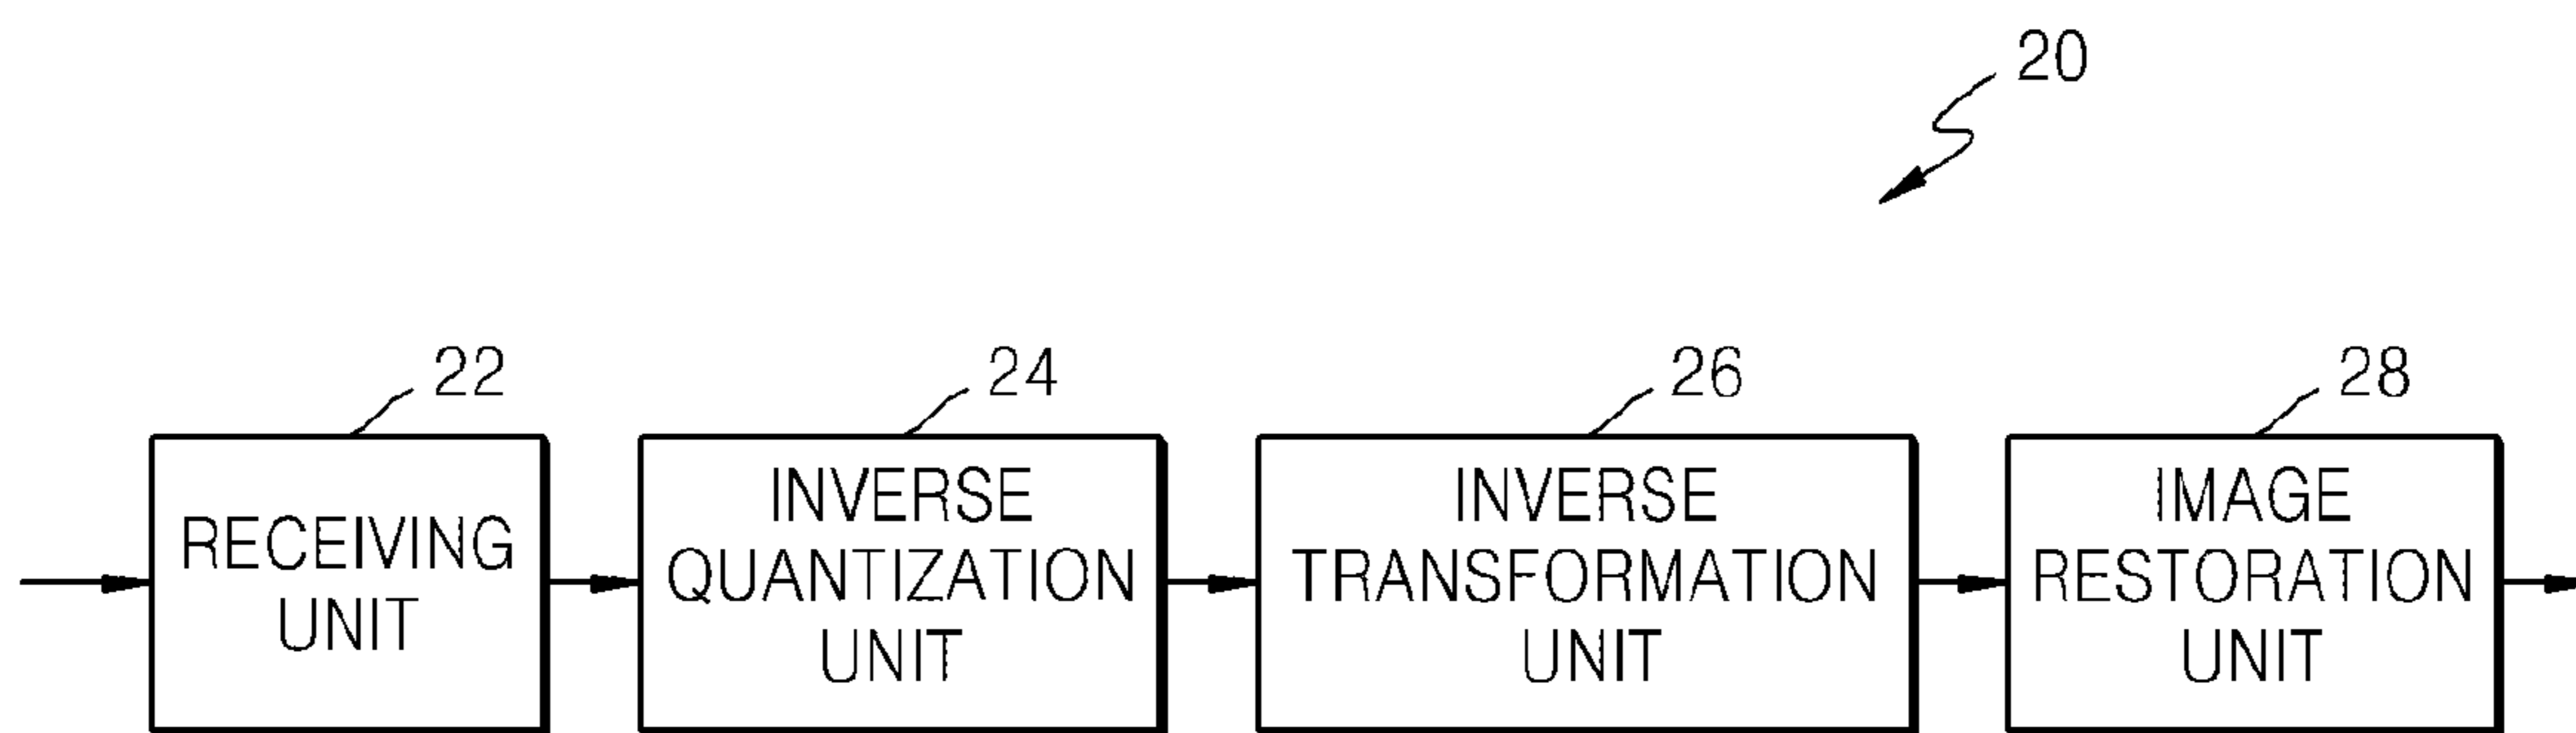 20
22
24
26
28
RECEIVING
UNIT
INVERSE
QUANTIZATION
UNIT
INVERSE
TRANSFORMATION
UNIT
IMAGE
RESTORATION
UNIT